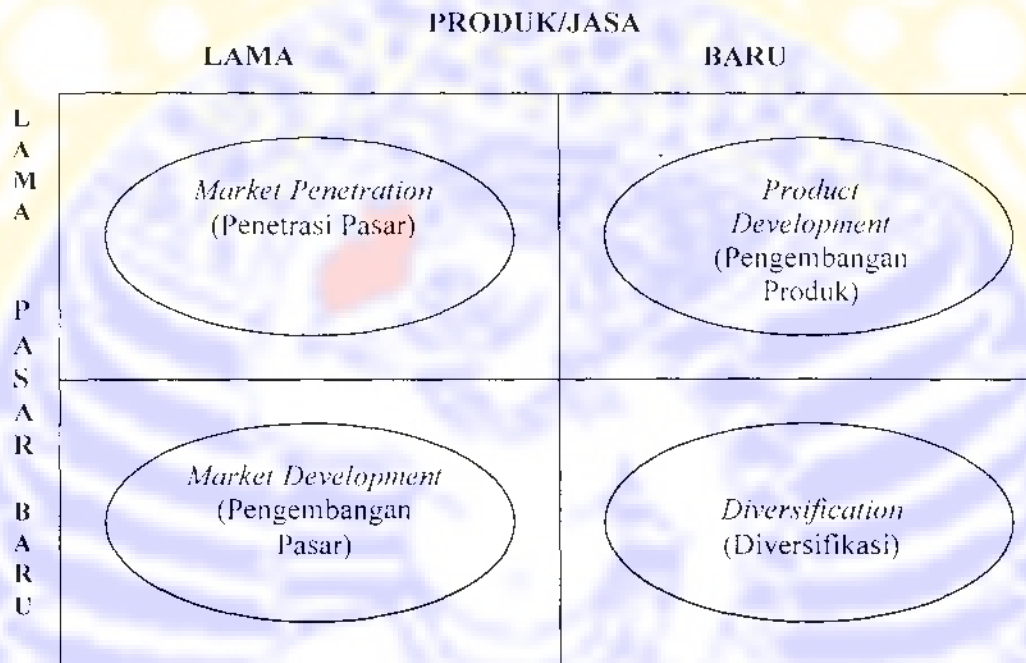 PRODUK/JASA
LAMA
BARU
LAMA
PASAR
BARU
Market Penetration
(Penetrasi Pasar)
Product
Development
(Pengembangan
Produk)
Market Development
(Pengembangan
Pasar)
Diversification
(Diversifikasi)